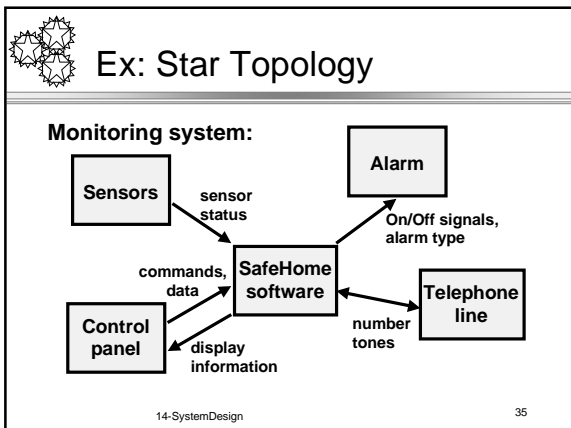 Ex: Star Topology
Monitoring system:
Sensors
sensor
status
Alarm
On/Off signals,
alarm type
commands,
data
SafeHome
software
Telephone
line
number
tones
Control
panel
display
information
14-SystemDesign
35